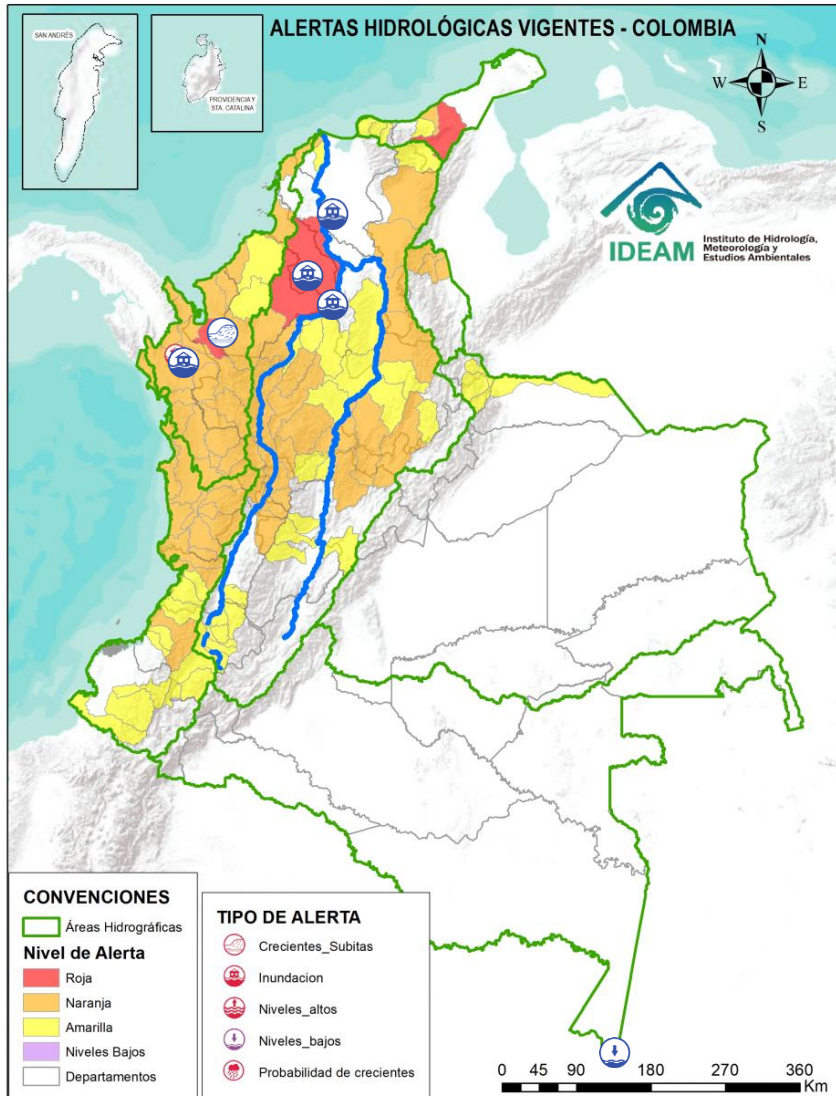 ALERTAS HIDROLÓGICAS VIGENTES - COLOMBIA
SAN ANDRÉS
PROVIDENCIA Y
STA. CATALINA
N
W
E
S
IDEAM
Instituto de Hidrología,
Meteorología y
Estudios Ambientales
CONVENCIONES
Áreas Hidrográficas
Nivel de Alerta
Roja
Naranja
Amarilla
Niveles Bajos
Departamentos
TIPO DE ALERTA
Crecientes_Subitas
Inundacion
Niveles_altos
Niveles_bajos
Probabilidad de crecientes
0 45 90 180 270 360
Km